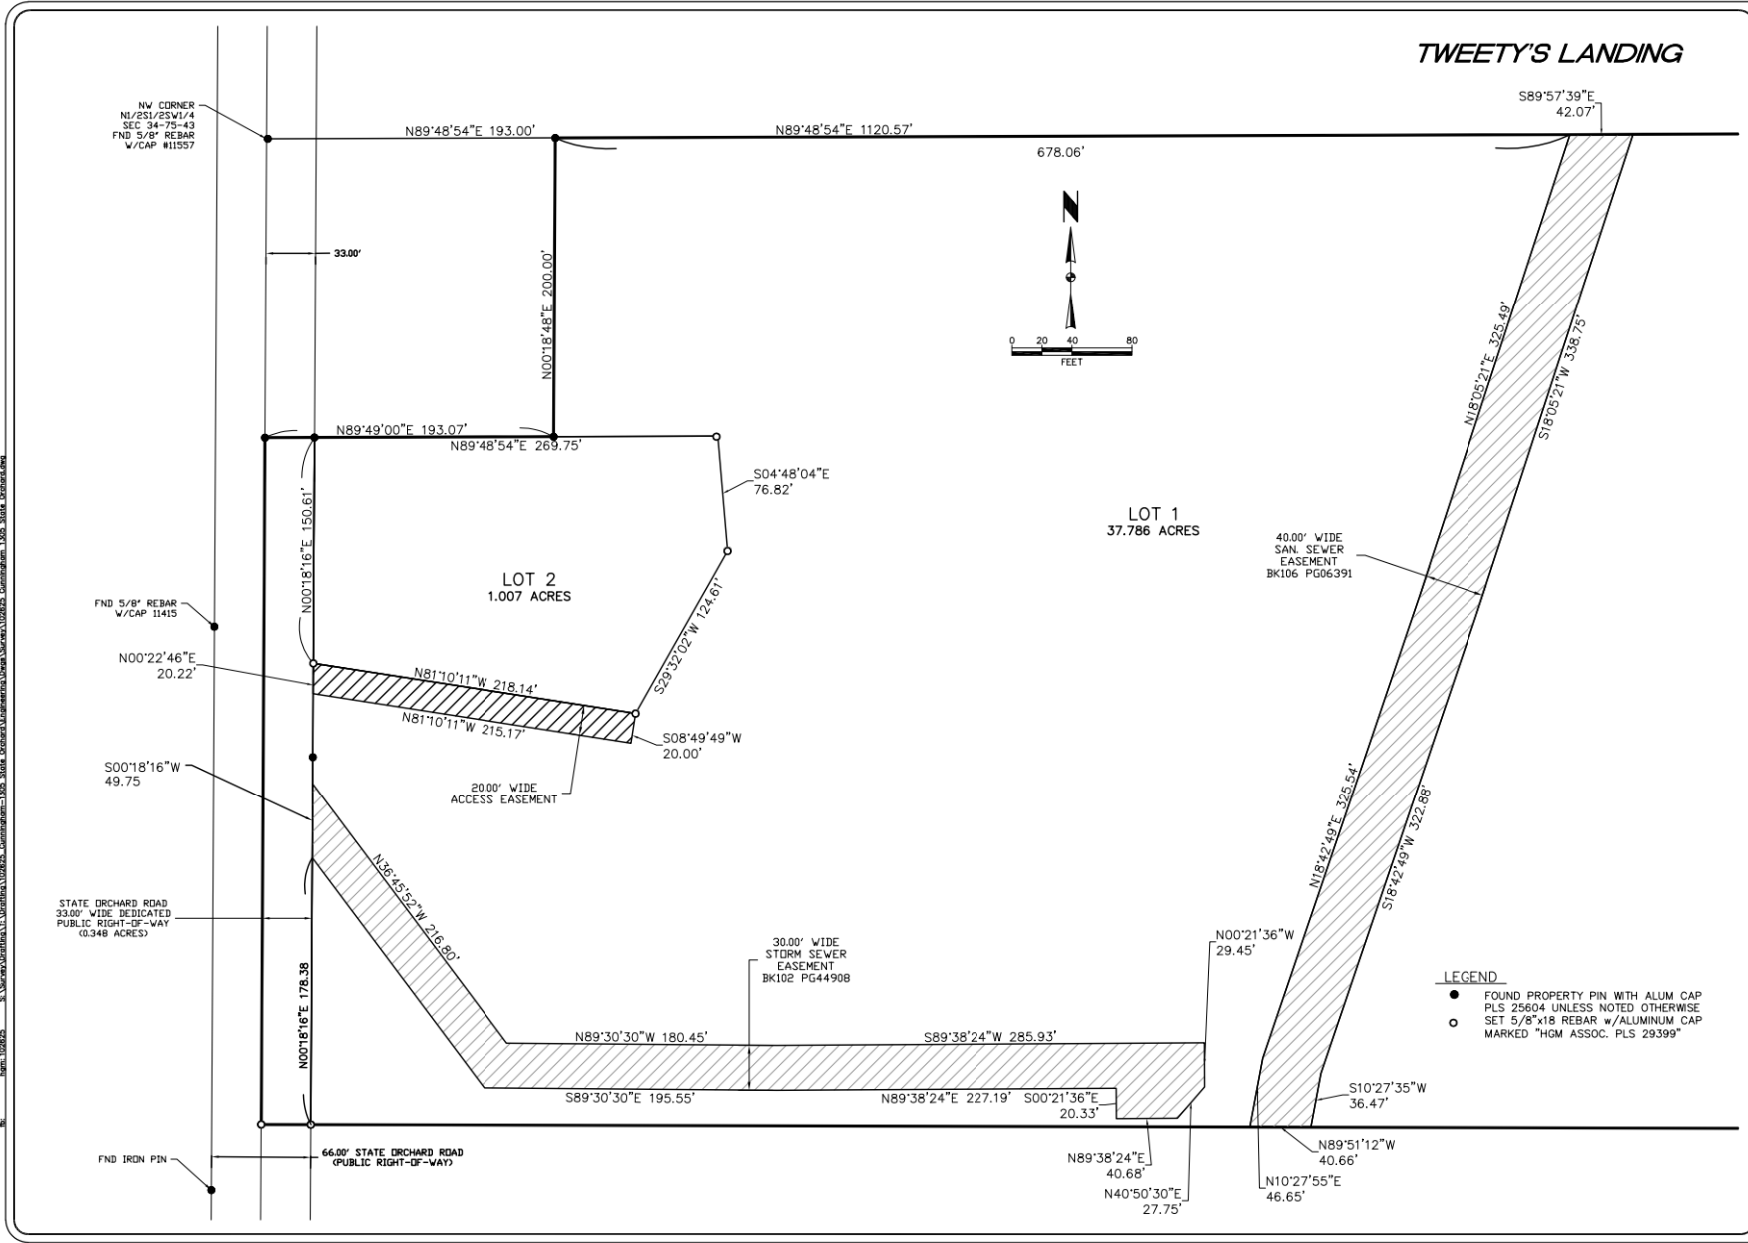 TWEETY'S LANDING
S89°57'39"E
42.07'
NW CORNER
N1/2S1/2SW1/4
SEC 34-75-43
FND 5/8" REBAR
W/CAP #11557
N89°48'54"E 193.00'
N89°48'54"E 1120.57'
678.06'
N
33.00'
N00°18'48"E 200.00'
0 20 40 80
FEET
N18°05'21"E 325.49'
S18°05'21"W 338.75'
N89°49'00"E 193.07'
N89°48'54"E 269.75'
S04°48'04"E
76.82'
N00°18'16"E 150.61'
LOT 1
37.786 ACRES
LOT 2
1.007 ACRES
40.00' WIDE
SAN. SEWER
EASEMENT
BK106 PG06391
FND 5/8" REBAR
W/CAP 11415
S29°32'02"W 124.61'
N00°22'46"E
20.22'
N81°10'11"W 218.14'
N81°10'11"W 215.17'
S08°49'49"W
20.00'
S00°18'16"W
49.75
20.00' WIDE
ACCESS EASEMENT
N18°42'49"E 325.54'
S18°42'49"W 322.88'
N36°45'52"W 216.80'
STATE ORCHARD ROAD
33.00' WIDE DEDICATED
PUBLIC RIGHT-OF-WAY
(0.348 ACRES)
30.00' WIDE
STORM SEWER
EASEMENT
BK102 PG44908
N00°21'36"W
29.45'
N00°18'16"E 178.38
LEGEND
FOUND PROPERTY PIN WITH ALUM CAP
PLS 25604 UNLESS NOTED OTHERWISE
SET 5/8"x18 REBAR w/ALUMINUM CAP
MARKED "HGM ASSOC. PLS 29399"
N89°30'30"W 180.45'
S89°38'24"W 285.93'
S89°30'30"E 195.55'
N89°38'24"E 227.19'
S00°21'36"E
20.33'
S10°27'35"W
36.47'
FND IRON PIN
66.00' STATE ORCHARD ROAD
(PUBLIC RIGHT-OF-WAY)
N89°38'24"E
40.68'
N40°50'30"E
27.75'
N89°51'12"W
40.66'
N10°27'55"E
46.65'